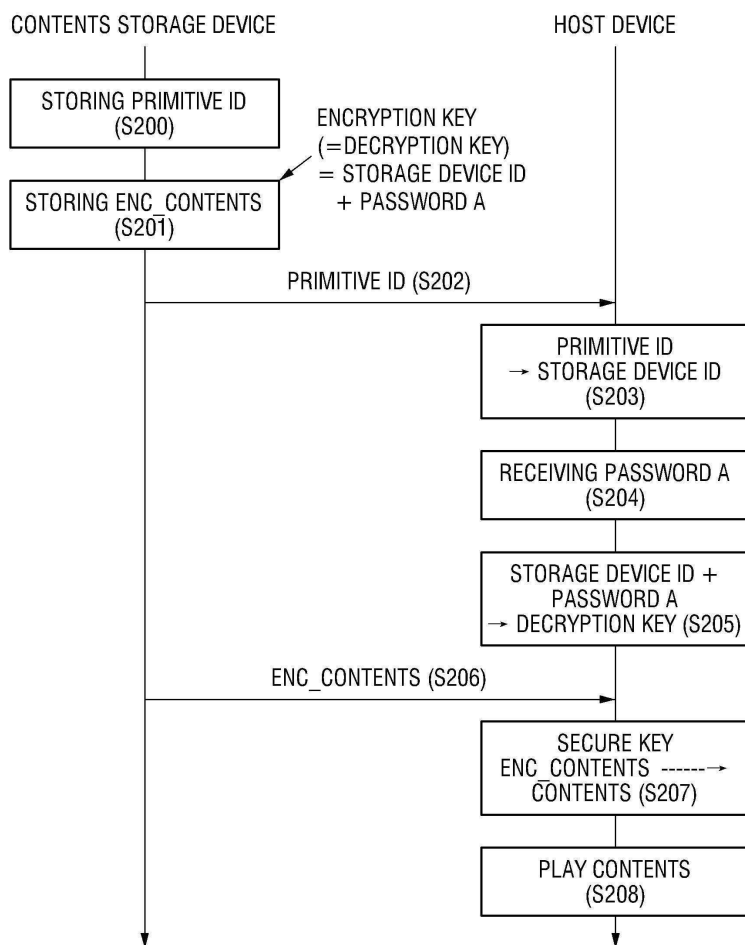 CONTENTS STORAGE DEVICE
HOST DEVICE
STORING PRIMITIVE ID
(S200)
ENCRYPTION KEY
(=DECRYPTION KEY)
= STORAGE DEVICE ID
+ PASSWORD A
STORING ENC_CONTENTS
(S201)
PRIMITIVE ID (S202)
PRIMITIVE ID
→ STORAGE DEVICE ID
(S203)
RECEIVING PASSWORD A
(S204)
STORAGE DEVICE ID +
PASSWORD A
→ DECRYPTION KEY (S205)
ENC_CONTENTS (S206)
SECURE KEY
ENC_CONTENTS ------→
CONTENTS (S207)
PLAY CONTENTS
(S208)